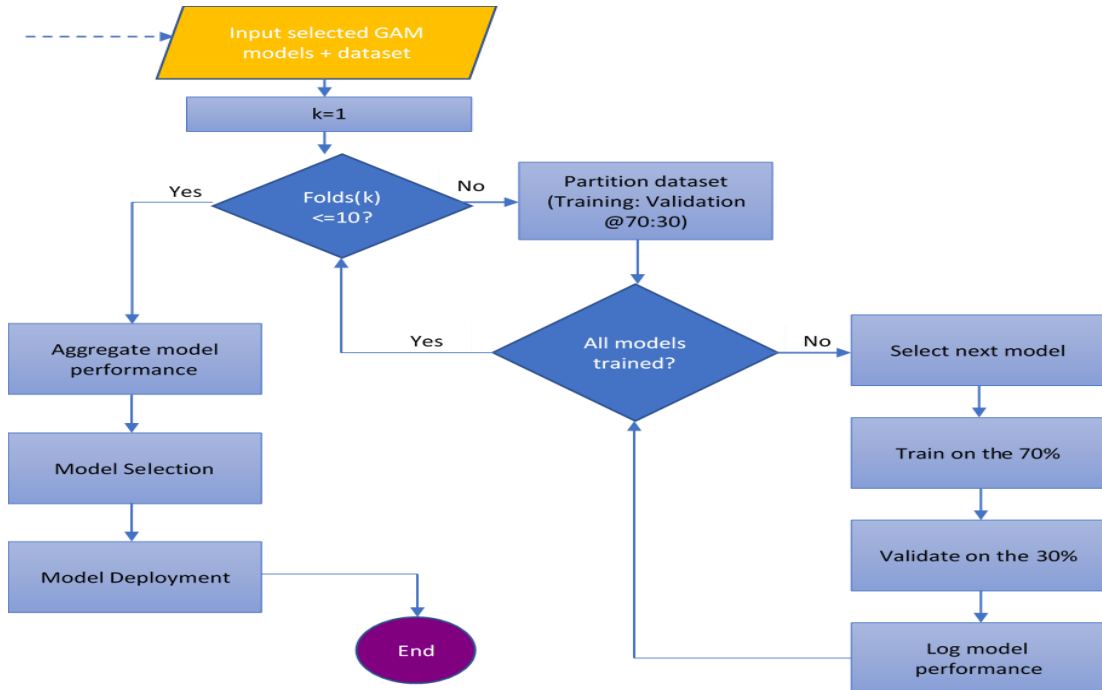 Input selected GAM
models + dataset
k=1
Folds(k)
<=10?
Yes
No
Partition dataset
(Training: Validation
@70:30)
All models
trained?
Yes
No
Select next model
Train on the 70%
Validate on the 30%
Log model
performance
Aggregate model
performance
Model Selection
Model Deployment
End